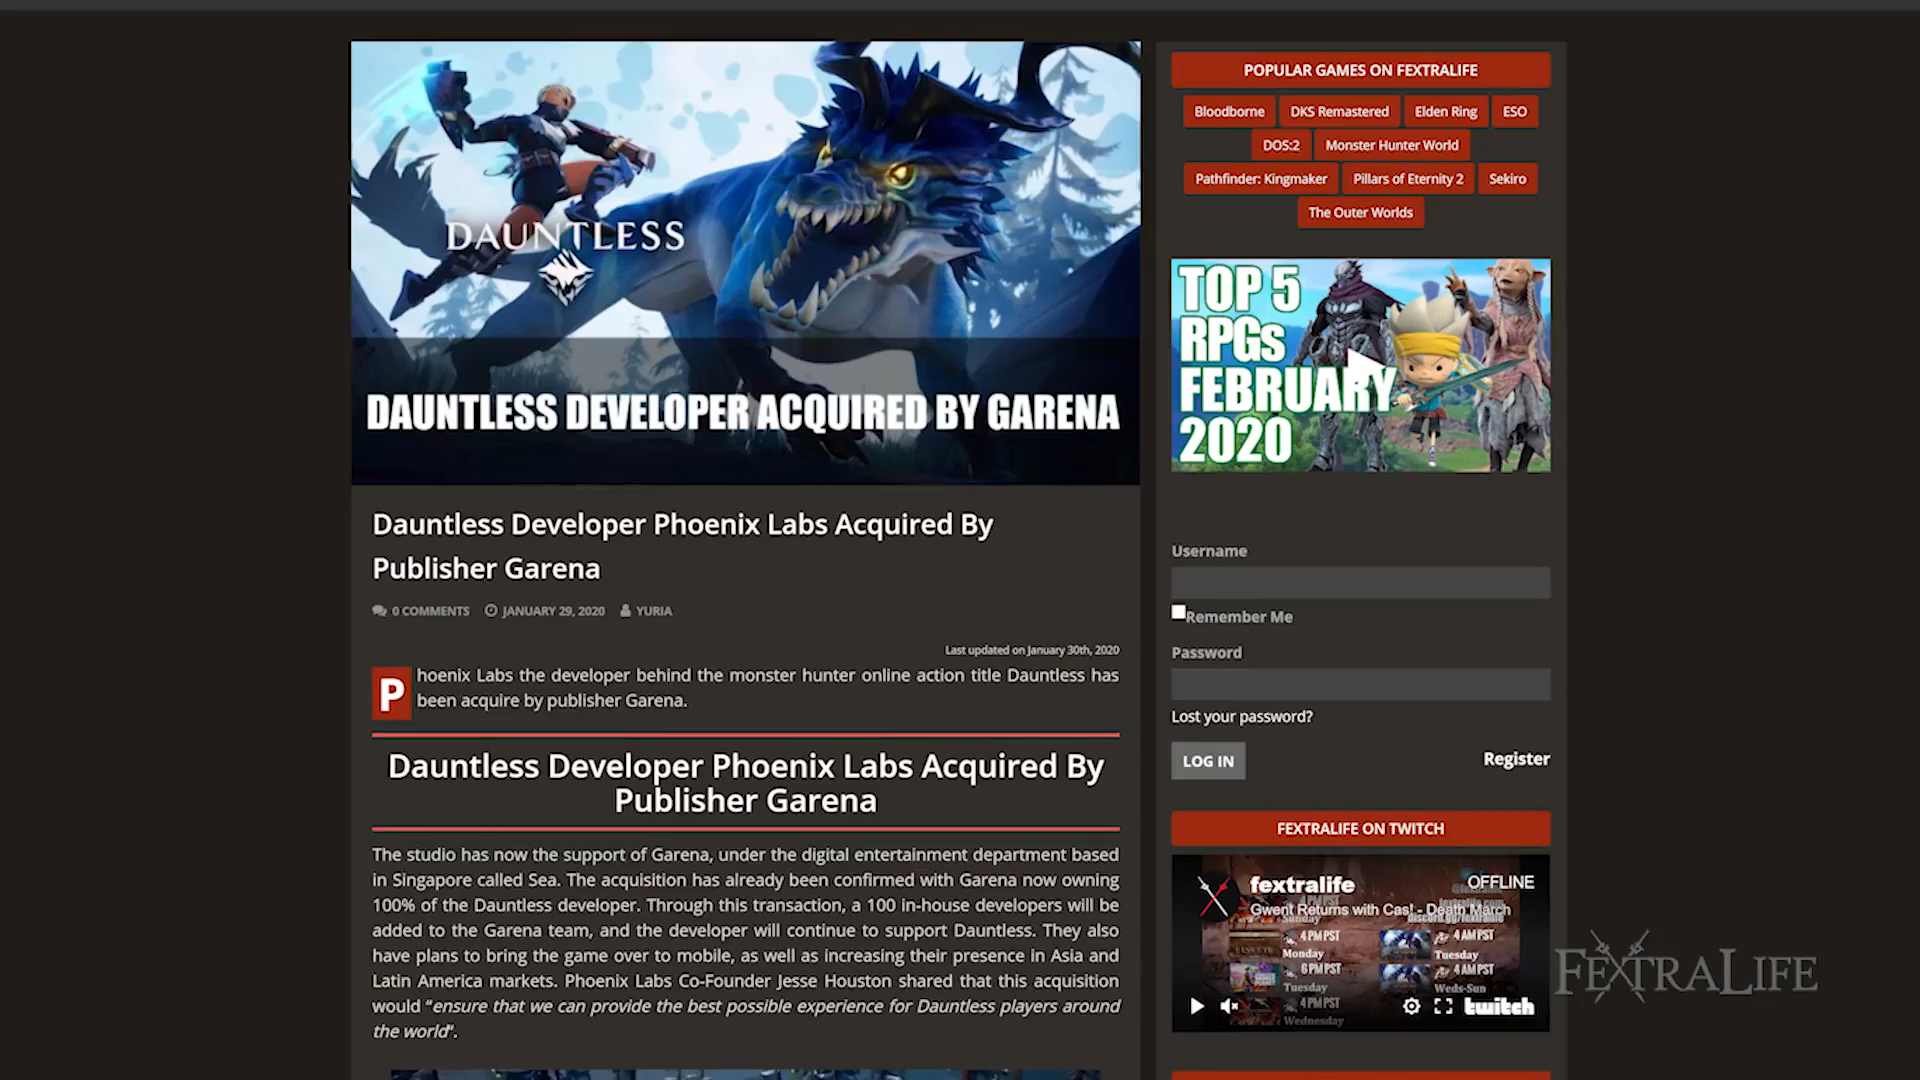 DAUNTLESS
DAUNTLESS DEVELOPER ACQUIRED BY GARENA
Dauntless Developer Phoenix Labs Acquired By
Publisher Garena
0 COMMENTS JANUARY 29, 2020 YURIA
Last updated on January 30th, 2020
Phoenix Labs the developer behind the monster hunter online action title Dauntless has
been acquire by publisher Garena.
Dauntless Developer Phoenix Labs Acquired By
Publisher Garena
The studio has now the support of Garena, under the digital entertainment department based
in Singapore called Sea. The acquisition has already been confirmed with Garena now owning
100% of the Dauntless developer. Through this transaction, a 100 in-house developers will be
added to the Garena team, and the developer will continue to support Dauntless. They also
have plans to bring the game over to mobile, as well as increasing their presence in Asia and
Latin America markets. Phoenix Labs Co-Founder Jesse Houston shared that this acquisition
would “ensure that we can provide the best possible experience for Dauntless players around
the world“.
POPULAR GAMES ON FEXTRALIFE
Bloodborne DKS Remastered Elden Ring ESO
DOS:2 Monster Hunter World
Pathfinder: Kingmaker Pillars of Eternity 2 Sekiro
The Outer Worlds
TOP 5
RPGs
FEBRUARY
2020
Username
Remember Me
Password
Lost your password?
LOG IN Register
FEXTRALIFE ON TWITCH
fextralife OFFLINE
Gwent Returns with Cas! - Death March
Sunday
4 PM PST 4 AM PST
Monday Tuesday
6 PM PST 4 AM PST
Tuesday Weds-Sun
4 PM PST
Wednesday
twitch
FEXTRALIFE